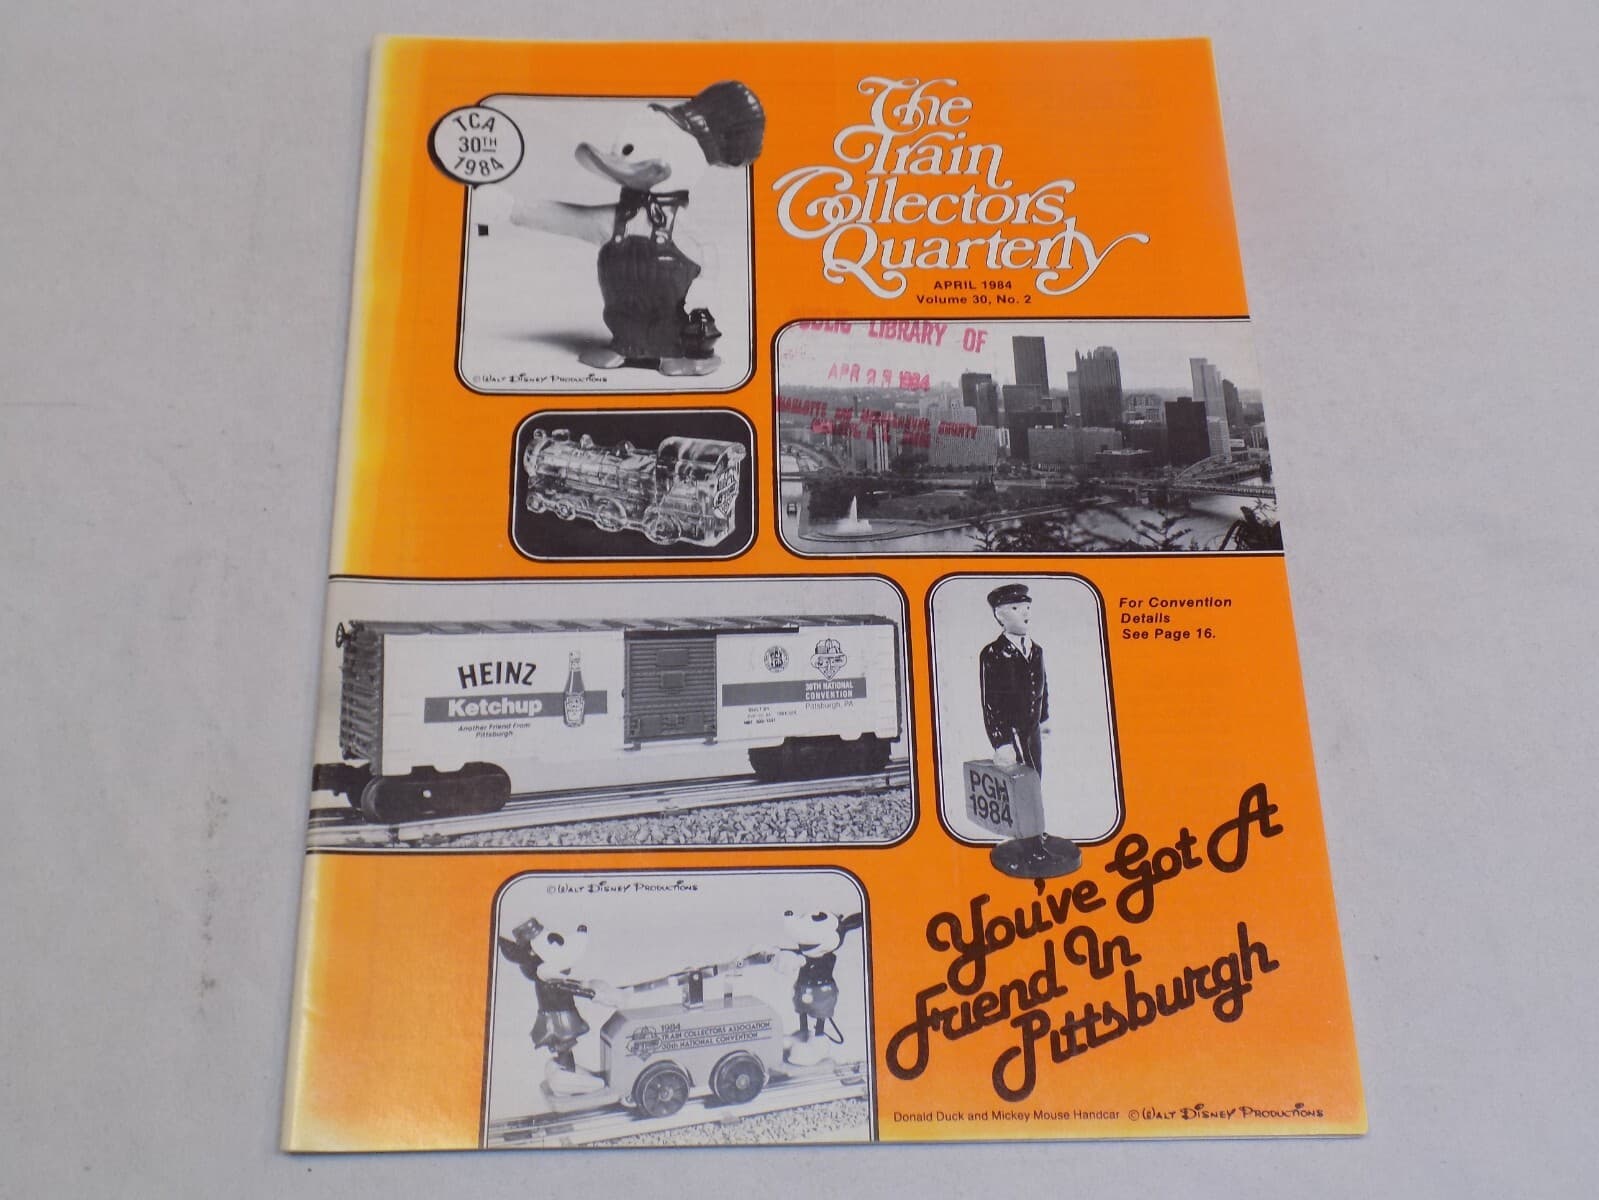 TCA
30TH
1984
The
Train
Collectors
Quarterly
APRIL 1984
Volume 30, No. 2
© WALT DISNEY PRODUCTIONS
LIBRARY OF
APR 1984
HEINZ
Ketchup
Another Friend From
Pittsburgh
30TH NATIONAL
CONVENTION
Pittsburgh, PA
For Convention
Details
See Page 16.
PGH
1984
You've Got A
Friend In
Pittsburgh
© WALT DISNEY PRODUCTIONS
1984
TRAIN COLLECTORS ASSOCIATION
30th NATIONAL CONVENTION
Donald Duck and Mickey Mouse Handcar © WALT DISNEY PRODUCTIONS